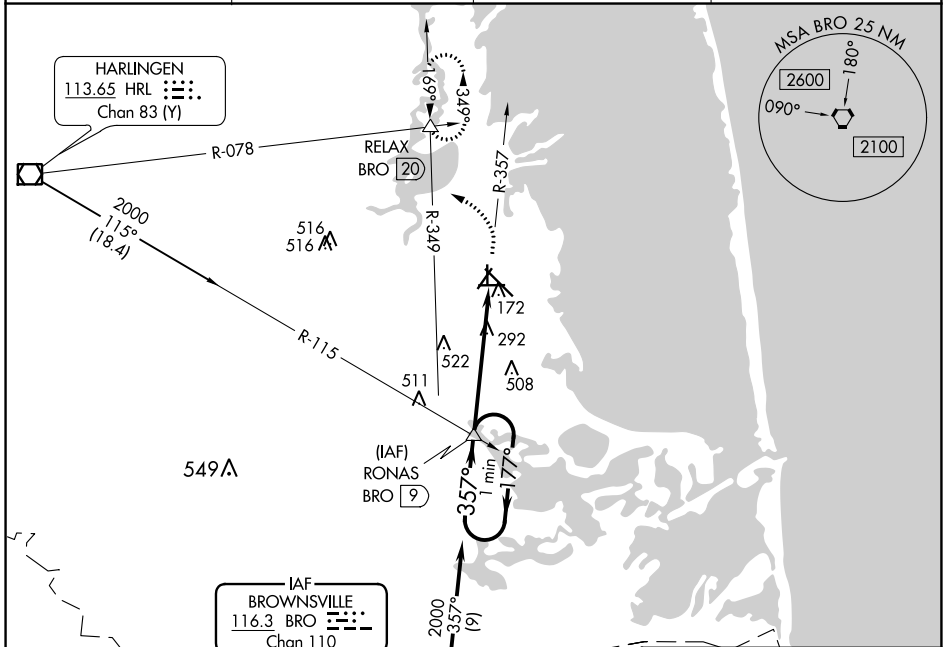 HARLINGEN
113.65 HRL
Chan 83 (Y)
MSA BRO 25 NM
180°
2600
090°
2100
169°
349°
R-078
RELAX
BRO 20
R-357
R-349
2000
115°
(18.4)
516
516
172
292
R-115
522
508
511
(IAF)
RONAS
BRO 9
549
357°
1 min
177°
IAF
BROWNSVILLE
116.3 BRO
Chan 110
2000
357°
(9)